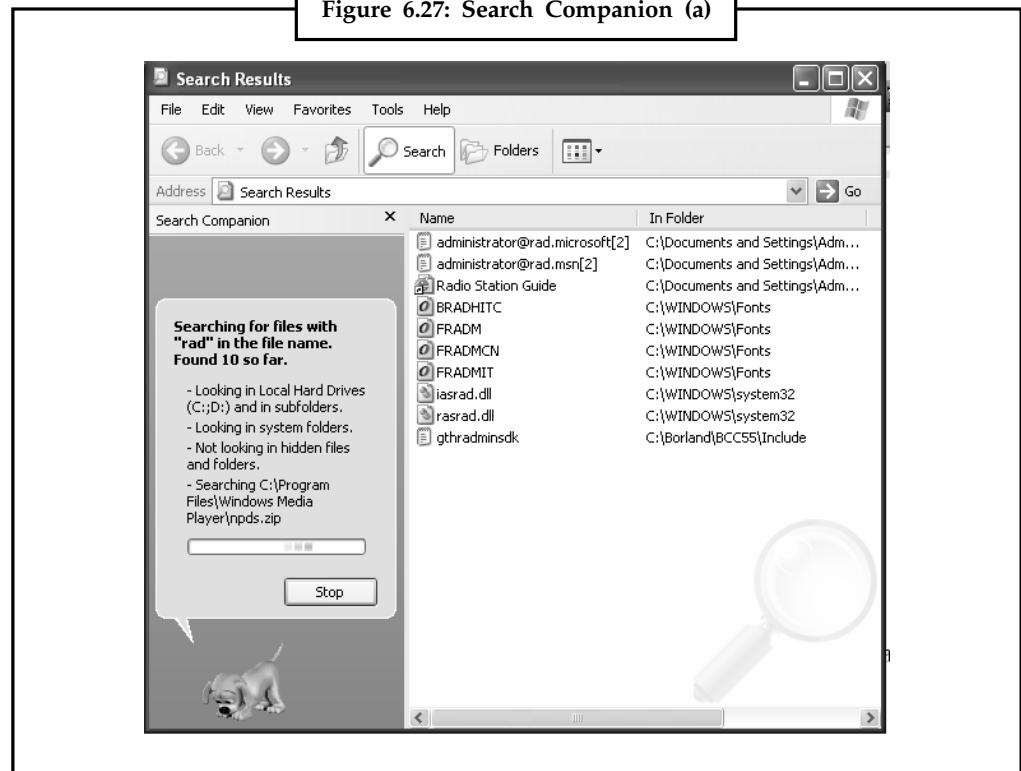 Figure 6.27: Search Companion (a)
Search Results
File Edit View Favorites Tools Help
Back Search Folders
Address Search Results Go
Search Companion Name In Folder
administrator@rad.microsoft[2] C:\Documents and Settings\Adm...
administrator@rad.msn[2] C:\Documents and Settings\Adm...
Radio Station Guide C:\Documents and Settings\Adm...
BRADHITC C:\WINDOWS\Fonts
FRADM C:\WINDOWS\Fonts
FRADMCN C:\WINDOWS\Fonts
FRADMIT C:\WINDOWS\Fonts
iasrad.dll C:\WINDOWS\system32
rasrad.dll C:\WINDOWS\system32
gthradminsdk C:\Borland\BCC55\Include
Searching for files with
"rad" in the file name.
Found 10 so far.
- Looking in Local Hard Drives
(C:;D:) and in subfolders.
- Looking in system folders.
- Not looking in hidden files
and folders.
- Searching C:\Program
Files\Windows Media
Player\npds.zip
Stop